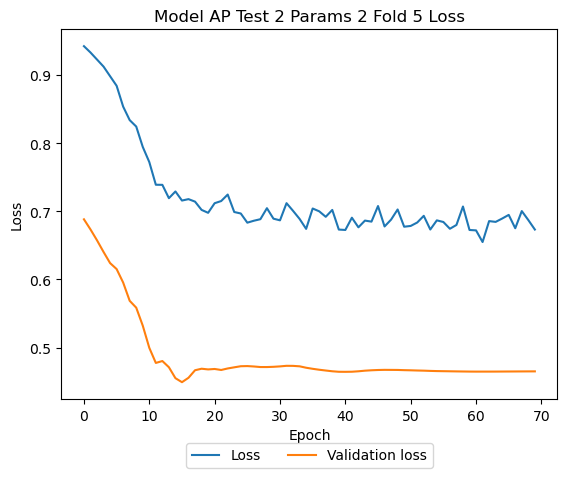 Model AP Test 2 Params 2 Fold 5 Loss
Loss
0.9
0.8
0.7
0.6
0.5
0 10 20 30 40 50 60 70
Epoch
Loss Validation loss